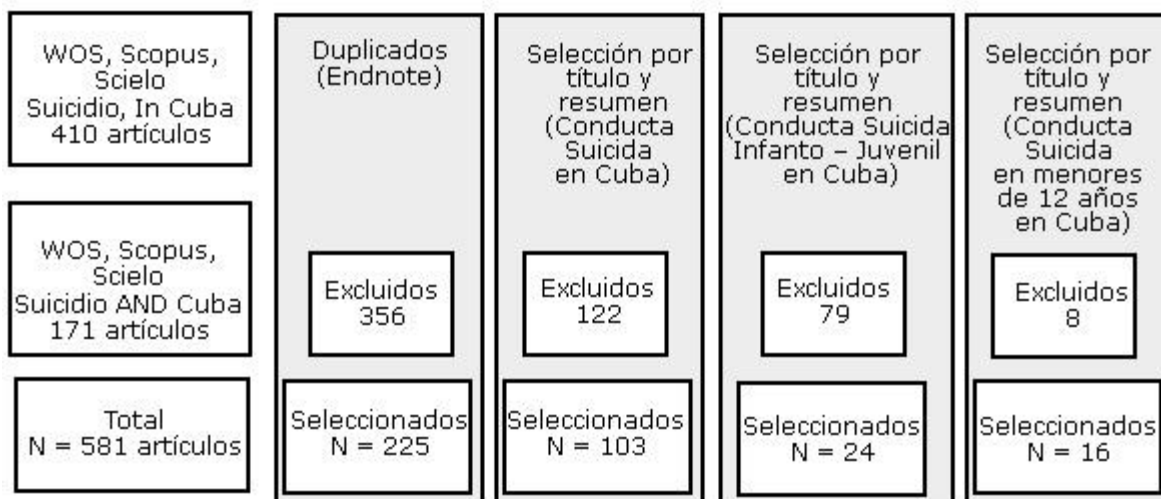 WOS, Scopus,
Scielo
Suicidio, In Cuba
410 artículos
WOS, Scopus,
Scielo
Suicidio AND Cuba
171 artículos
Total
N = 581 artículos
Duplicados
(Endnote)
Excluidos
356
Seleccionados
N = 225
Selección por
título y
resumen
(Conducta
Suicida
en Cuba)
Excluidos
122
Seleccionados
N = 103
Selección por
título y
resumen
(Conducta Suicida
Infanto – Juvenil
en Cuba)
Excluidos
79
Seleccionados
N = 24
Selección por
título y
resumen
(Conducta
Suicida
en menores
de 12 años
en Cuba)
Excluidos
8
Seleccionados
N = 16